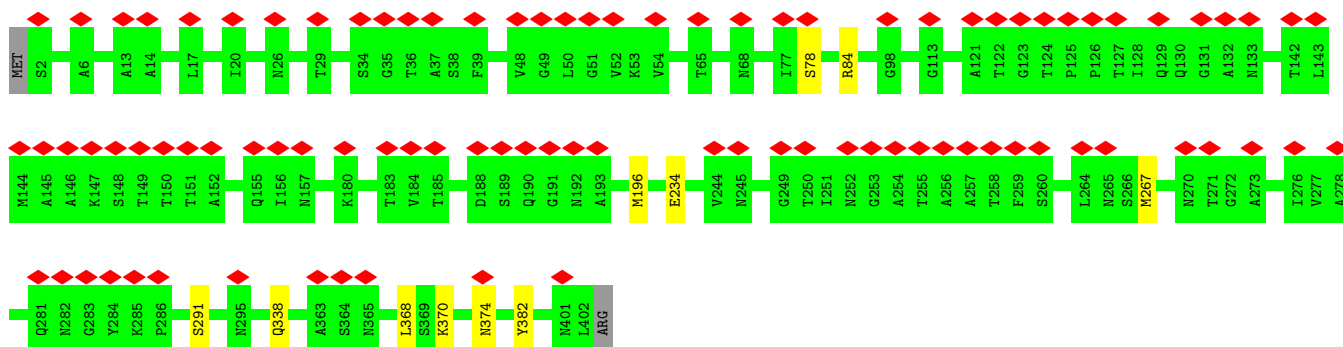 MET S2 A6 A13 A14 L17 I20 N26 T29 S34 G35 T36 A37 S38 F39 V48 G49 L50 G51 V52 K53 V54 T65 N68 I77 S78 R84 G98 G113 A121 T122 G123 T124 P125 P126 T127 I128 Q129 Q130 G131 A132 N133 T142 L143
M144 A145 A146 K147 S148 T149 T150 T151 A152 Q155 I156 N157 K180 T183 V184 T185 D188 S189 Q190 G191 N192 A193 M196 E234 V244 N245 G249 T250 I251 N252 G253 A254 T255 A256 A257 T258 F259 S260 L264 N265 S266 M267 N270 T271 G272 A273 I276 V277 A278
Q281 N282 G283 Y284 K285 P286 S291 N295 Q338 A363 S364 N365 L368 S369 K370 N374 Y382 N401 L402 ARG